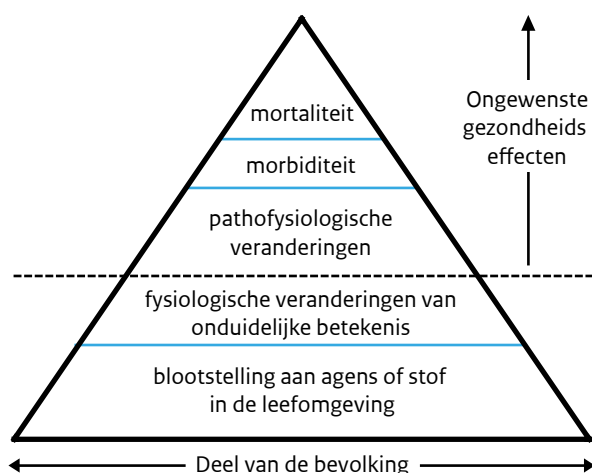 mortaliteit
morbiditeit
pathofysiologische
veranderingen
fysiologische veranderingen van
onduidelijke betekenis
blootstelling aan agens of stof
in de leefomgeving
Ongewenste
gezondheids
effecten
Deel van de bevolking